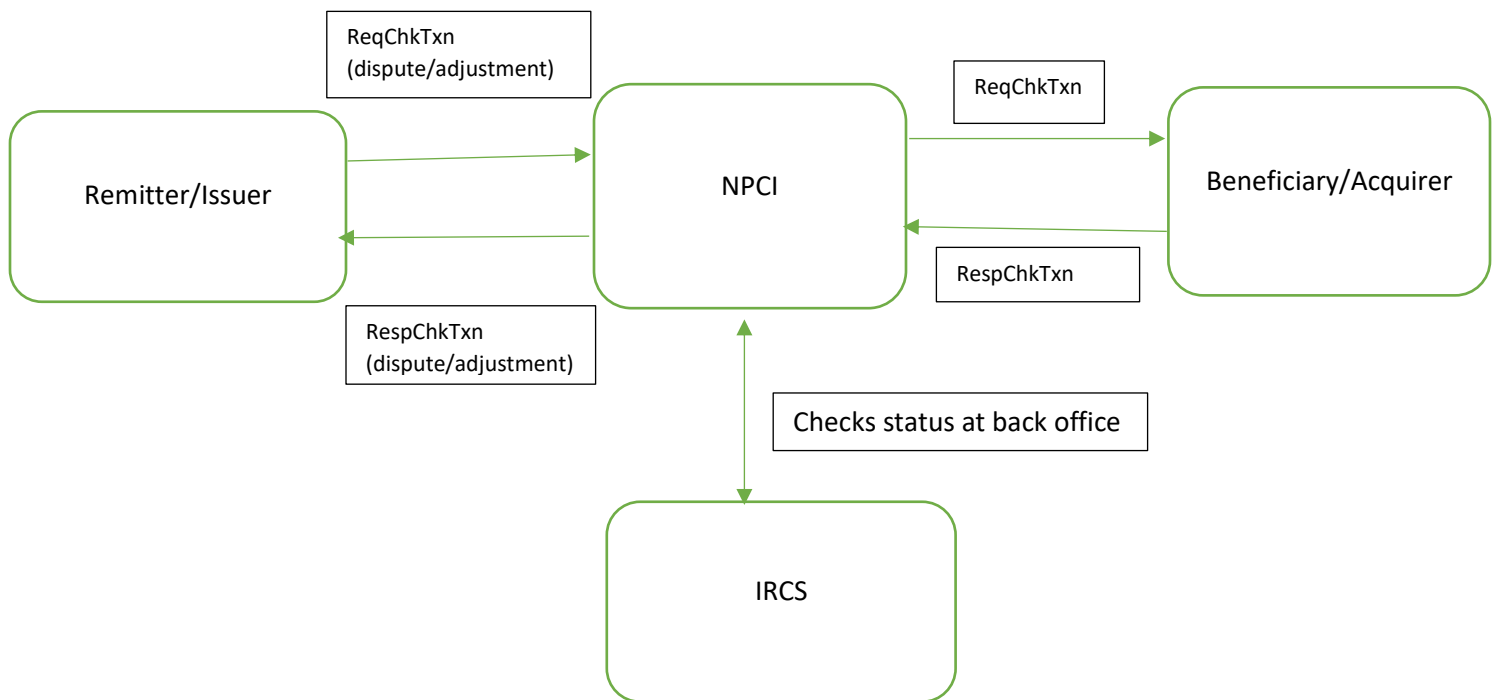 ReqChkTxn
(dispute/adjustment)
ReqChkTxn
Remitter/Issuer
NPCI
Beneficiary/Acquirer
RespChkTxn
RespChkTxn
(dispute/adjustment)
Checks status at back office
IRCS